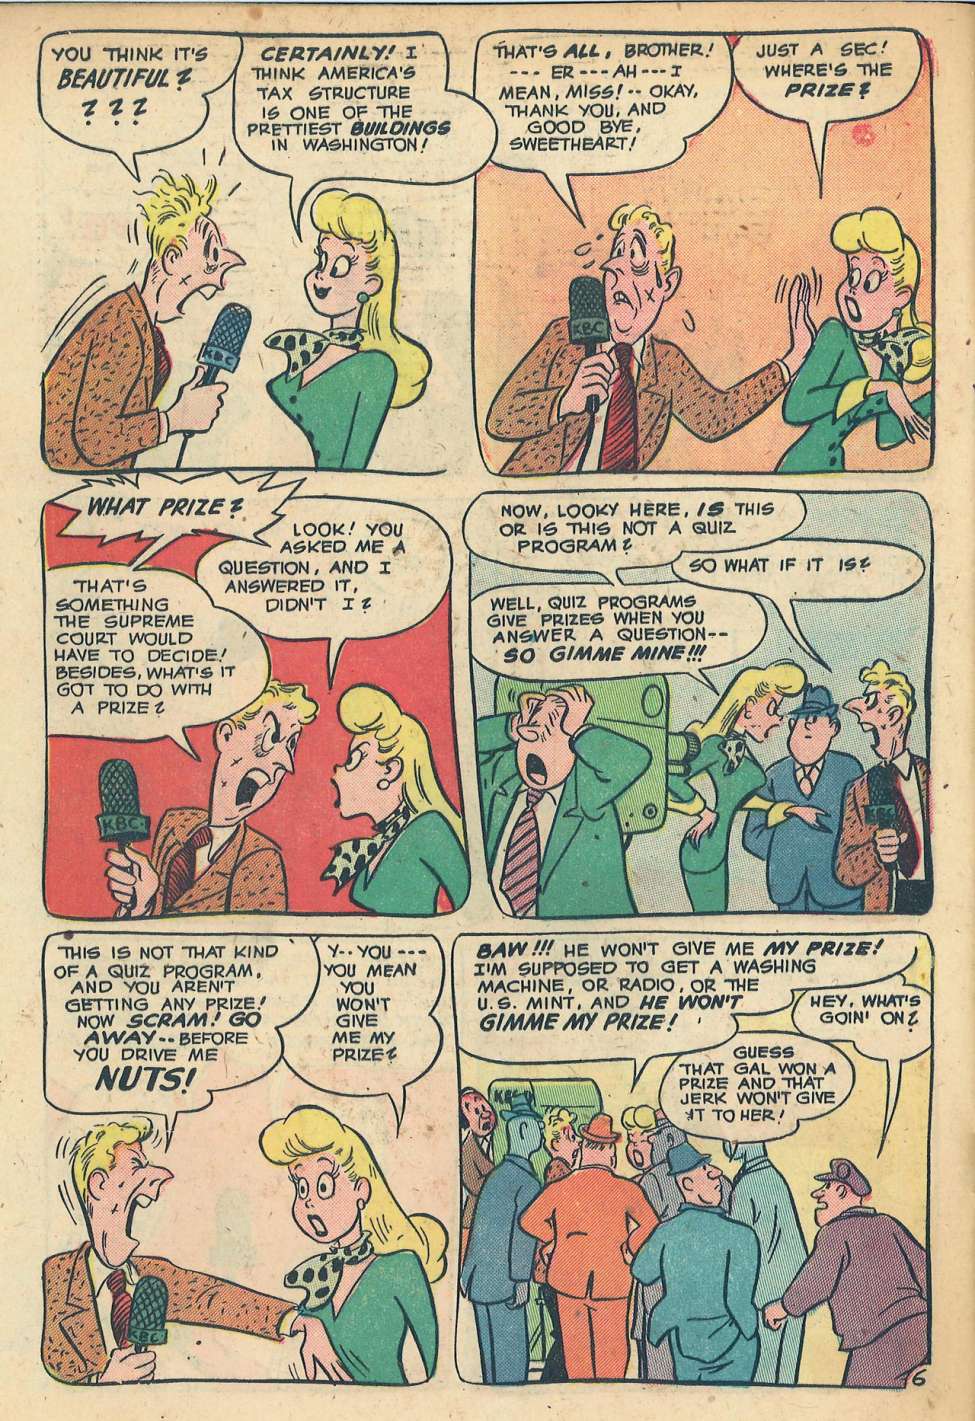 YOU THINK IT'S
BEAUTIFUL?
? ? ?
CERTAINLY! I
THINK AMERICA'S
TAX STRUCTURE
IS ONE OF THE
PRETTIEST BUILDINGS
IN WASHINGTON!
KBC
THAT'S ALL, BROTHER!
--- ER --- AH --- I
MEAN, MISS! -- OKAY,
THANK YOU, AND
GOOD BYE,
SWEETHEART!
JUST A SEC!
WHERE'S THE
PRIZE?
KBC
WHAT PRIZE?
LOOK! YOU
ASKED ME A
QUESTION, AND I
ANSWERED IT,
DIDN'T I?
THAT'S
SOMETHING
THE SUPREME
COURT WOULD
HAVE TO DECIDE!
BESIDES, WHAT'S IT
GOT TO DO WITH
A PRIZE?
KBC
NOW, LOOKY HERE, IS THIS
OR IS THIS NOT A QUIZ
PROGRAM?
SO WHAT IF IT IS?
WELL, QUIZ PROGRAMS
GIVE PRIZES WHEN YOU
ANSWER A QUESTION--
SO GIMME MINE!!!
KBC
THIS IS NOT THAT KIND
OF A QUIZ PROGRAM,
AND YOU AREN'T
GETTING ANY PRIZE!
NOW SCRAM! GO
AWAY -- BEFORE
YOU DRIVE ME
NUTS!
Y-- YOU ---
YOU MEAN
YOU
WON'T
GIVE
ME MY
PRIZE?
KBC
BAW!!! HE WON'T GIVE ME MY PRIZE!
I'M SUPPOSED TO GET A WASHING
MACHINE, OR RADIO, OR THE
U.S. MINT, AND HE WON'T
GIMME MY PRIZE!
HEY, WHAT'S
GOIN' ON?
GUESS
THAT GAL WON A
PRIZE AND THAT
JERK WON'T GIVE
IT TO HER!
6